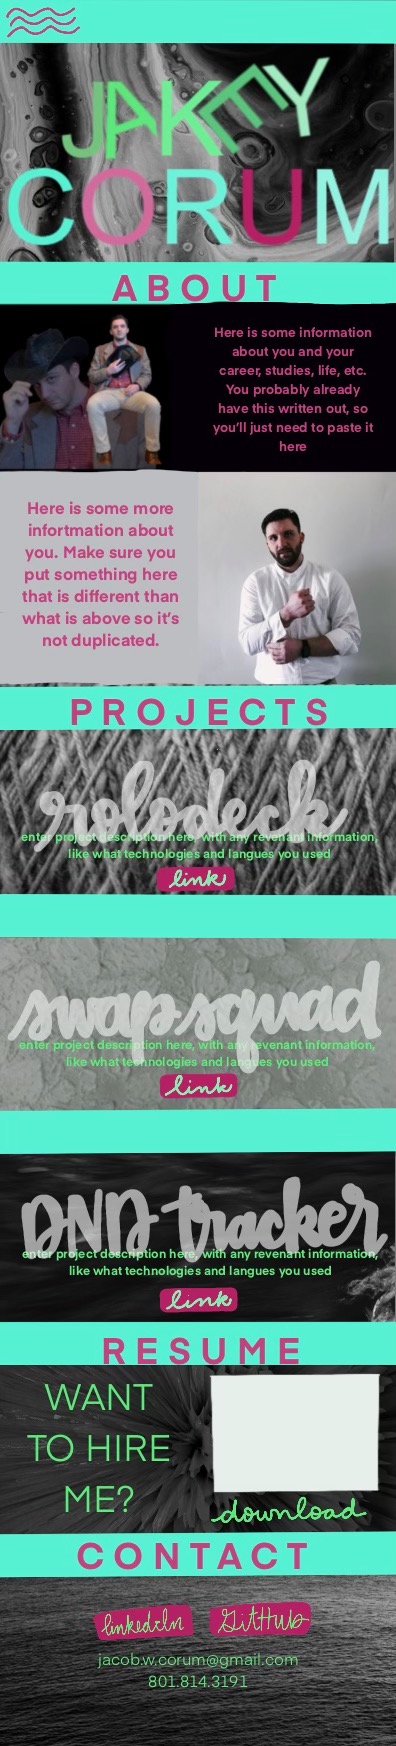 JAKEY
CORUM
ABOUT
Here is some information
about you and your
career, studies, life, etc.
You probably already
have this written out, so
you'll just need to paste it
here
Here is some more
infortmation about
you. Make sure you
put something here
that is different than
what is above so it's
not duplicated.
PROJECTS
rolodeck
enter project description here, with any revenant information,
like what technologies and langues you used
link
swapsquad
enter project description here, with any revenant information,
like what technologies and langues you used
link
DND tracker
enter project description here, with any revenant information,
like what technologies and langues you used
link
RESUME
WANT
TO HIRE
ME?
download
CONTACT
linkedIn GitHub
jacob.w.corum@gmail.com
801.814.3191